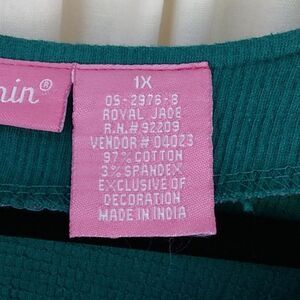 min®
1X
05-2976-8
ROYAL JADE
R.N.# 92209
VENDOR# 04023
97% COTTON
3% SPANDEX
EXCLUSIVE OF
DECORATION
MADE IN INDIA